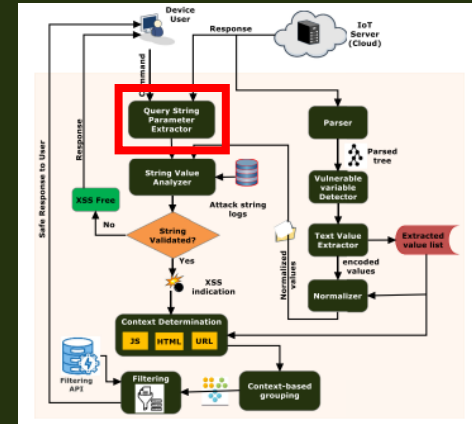 Device
User
Response
IoT
Server
(Cloud)
Command
Query String
Parameter
Extractor
Parser
Response
Safe Response to User
Parsed
tree
String Value
Analyzer
Vulnerable
variable
Detector
Attack string
logs
XSS Free
No
String
Validated?
Yes
Text Value
Extractor
Extracted
value list
Normalized
values
encoded
values
XSS
indication
Normalizer
Context Determination
JS HTML URL
Filtering
API
Filtering
Context-based
grouping